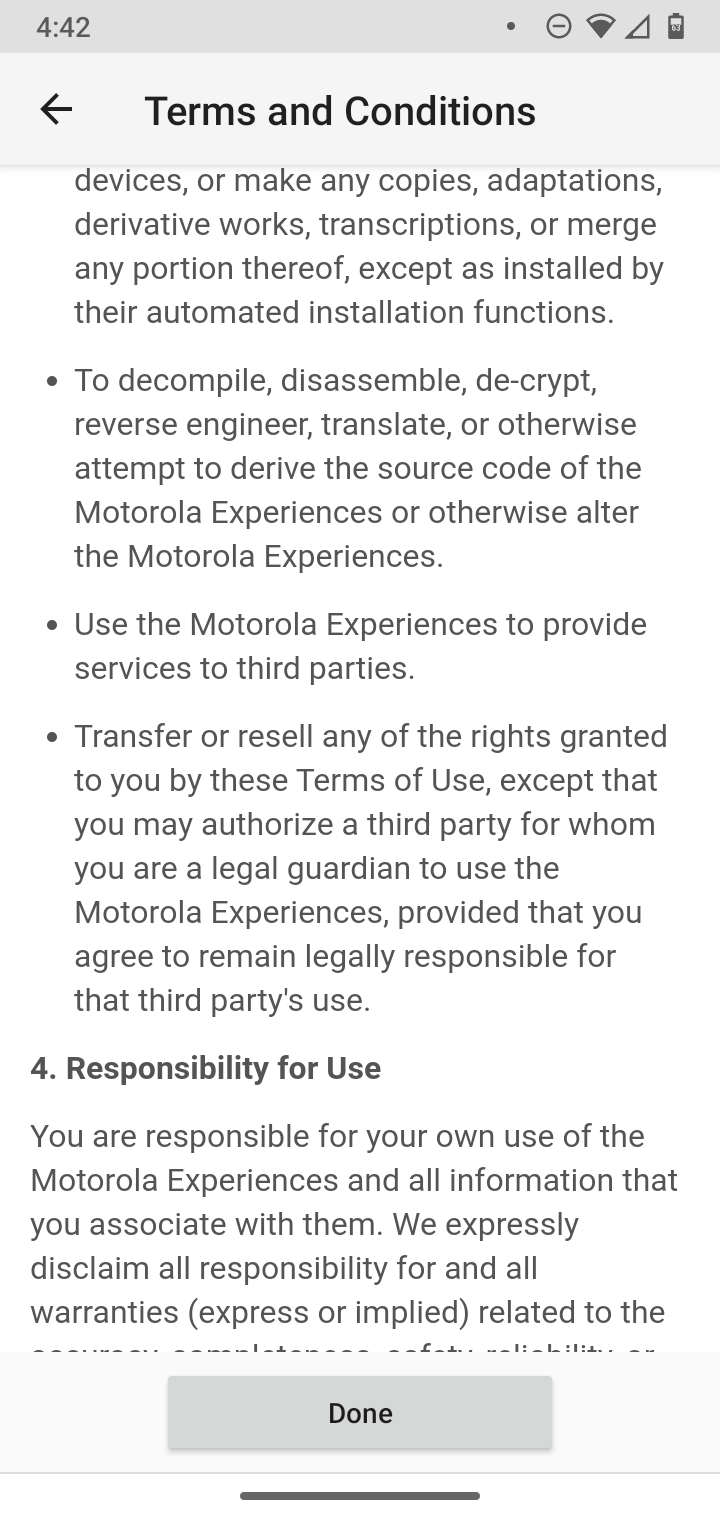 4:42
Terms and Conditions
devices, or make any copies, adaptations,
derivative works, transcriptions, or merge
any portion thereof, except as installed by
their automated installation functions.
• To decompile, disassemble, de-crypt,
reverse engineer, translate, or otherwise
attempt to derive the source code of the
Motorola Experiences or otherwise alter
the Motorola Experiences.
• Use the Motorola Experiences to provide
services to third parties.
• Transfer or resell any of the rights granted
to you by these Terms of Use, except that
you may authorize a third party for whom
you are a legal guardian to use the
Motorola Experiences, provided that you
agree to remain legally responsible for
that third party's use.
4. Responsibility for Use
You are responsible for your own use of the
Motorola Experiences and all information that
you associate with them. We expressly
disclaim all responsibility for and all
warranties (express or implied) related to the
accuracy, completeness, safety, reliability, or
Done